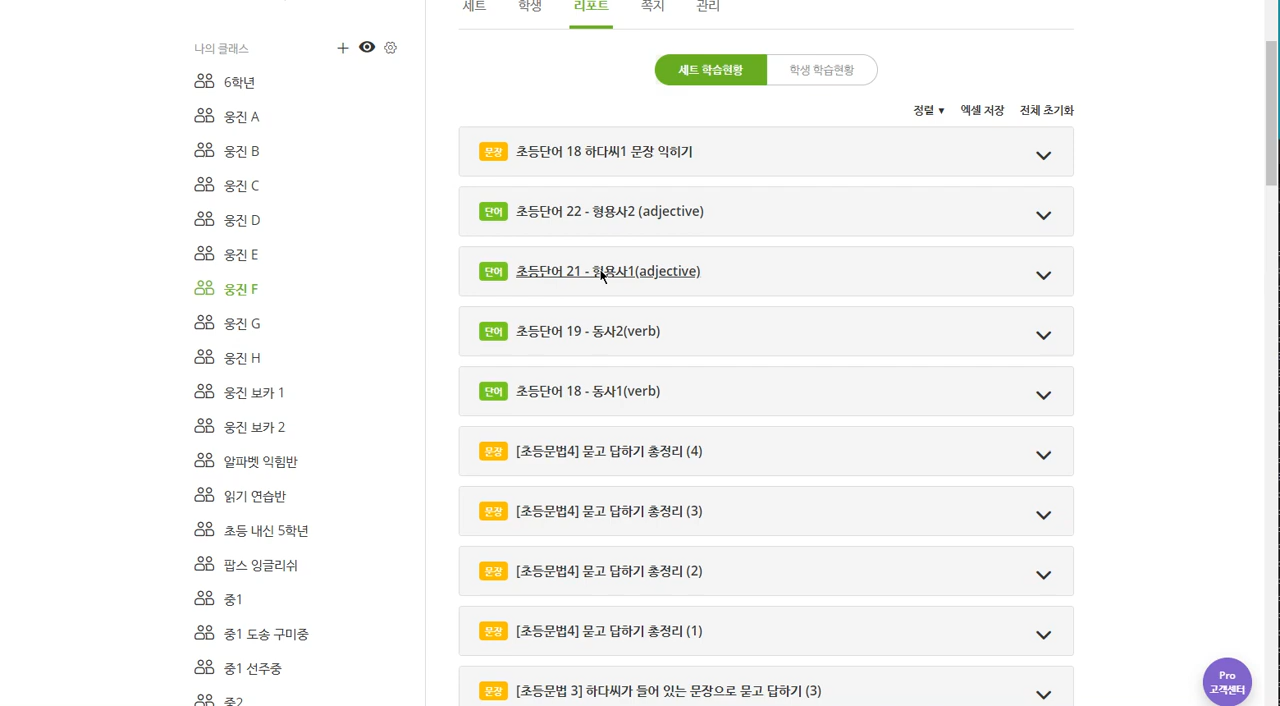 세트 학생 리포트 쪽지 관리
나의 클래스
6학년
웅진 A
웅진 B
웅진 C
웅진 D
웅진 E
웅진 F
웅진 G
웅진 H
웅진 보카 1
웅진 보카 2
알파벳 익힘반
읽기 연습반
초등 내신 5학년
팝스 잉글리쉬
중1
중1 도송 구미중
중1 선주중
중2
세트 학습현황 학생 학습현황
정렬 ▼ 엑셀 저장 전체 초기화
문장 초등단어 18 하다씨1 문장 익히기
단어 초등단어 22 - 형용사2 (adjective)
단어 초등단어 21 - 형용사1(adjective)
단어 초등단어 19 - 동사2(verb)
단어 초등단어 18 - 동사1(verb)
문장 [초등문법4] 묻고 답하기 총정리 (4)
문장 [초등문법4] 묻고 답하기 총정리 (3)
문장 [초등문법4] 묻고 답하기 총정리 (2)
문장 [초등문법4] 묻고 답하기 총정리 (1)
문장 [초등문법 3] 하다씨가 들어 있는 문장으로 묻고 답하기 (3)
Pro
고객센터